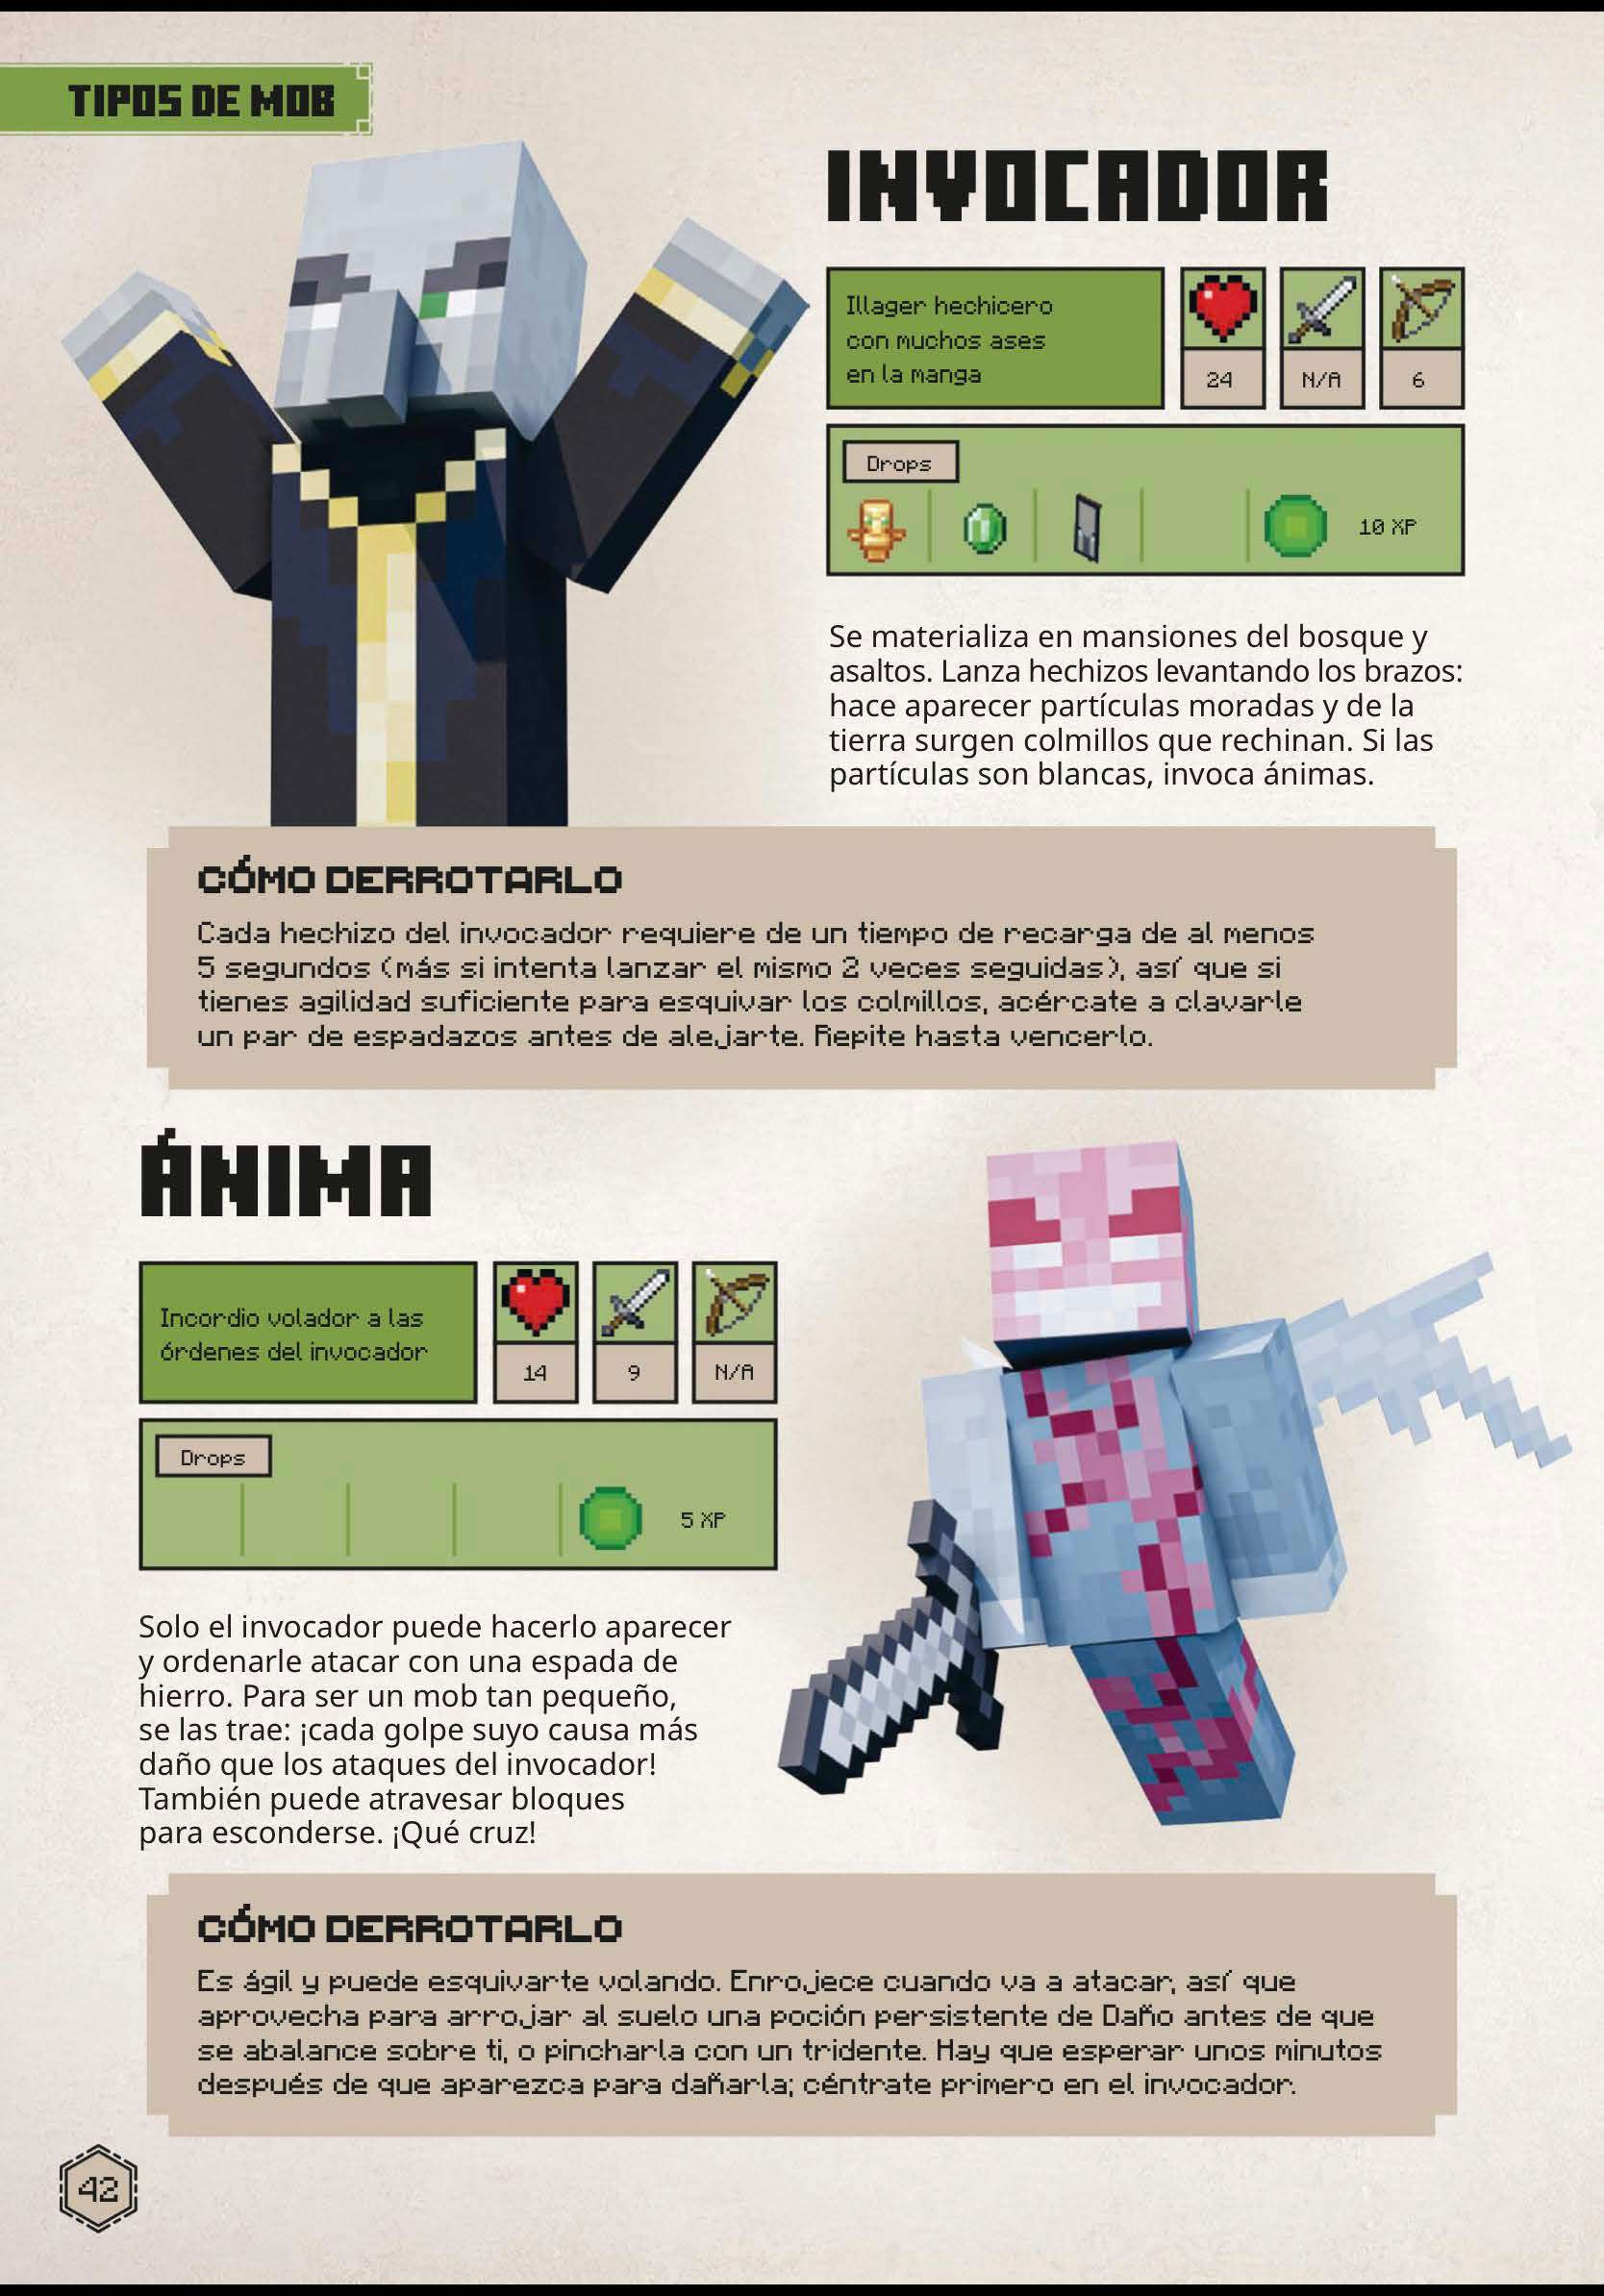 TIPOS DE MOB
INVOCADOR
Illager hechicero
con muchos ases
en la manga
24
N/A
6
Drops
10 XP
Se materializa en mansiones del bosque y
asaltos. Lanza hechizos levantando los brazos:
hace aparecer partículas moradas y de la
tierra surgen colmillos que rechinan. Si las
partículas son blancas, invoca ánimas.
CÓMO DERROTARLO
Cada hechizo del invocador requiere de un tiempo de recarga de al menos
5 segundos (más si intenta lanzar el mismo 2 veces seguidas), así que si
tienes agilidad suficiente para esquivar los colmillos, acércate a clavarle
un par de espadazos antes de alejarte. Repite hasta vencerlo.
ÁNIMA
Incordio volador a las
órdenes del invocador
14
9
N/A
Drops
5 XP
Solo el invocador puede hacerlo aparecer
y ordenarle atacar con una espada de
hierro. Para ser un mob tan pequeño,
se las trae: ¡cada golpe suyo causa más
daño que los ataques del invocador!
También puede atravesar bloques
para esconderse. ¡Qué cruz!
CÓMO DERROTARLO
Es ágil y puede esquivarte volando. Enrojece cuando va a atacar, así que
aprovecha para arrojar al suelo una poción persistente de Daño antes de que
se abalance sobre ti, o pincharla con un tridente. Hay que esperar unos minutos
después de que aparezca para dañarla; céntrate primero en el invocador.
42